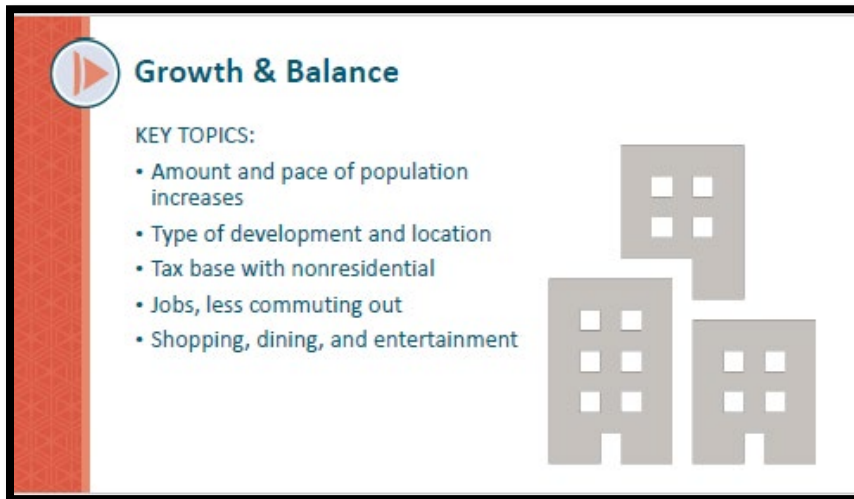 Growth & Balance
KEY TOPICS:
• Amount and pace of population
increases
• Type of development and location
• Tax base with nonresidential
• Jobs, less commuting out
• Shopping, dining, and entertainment